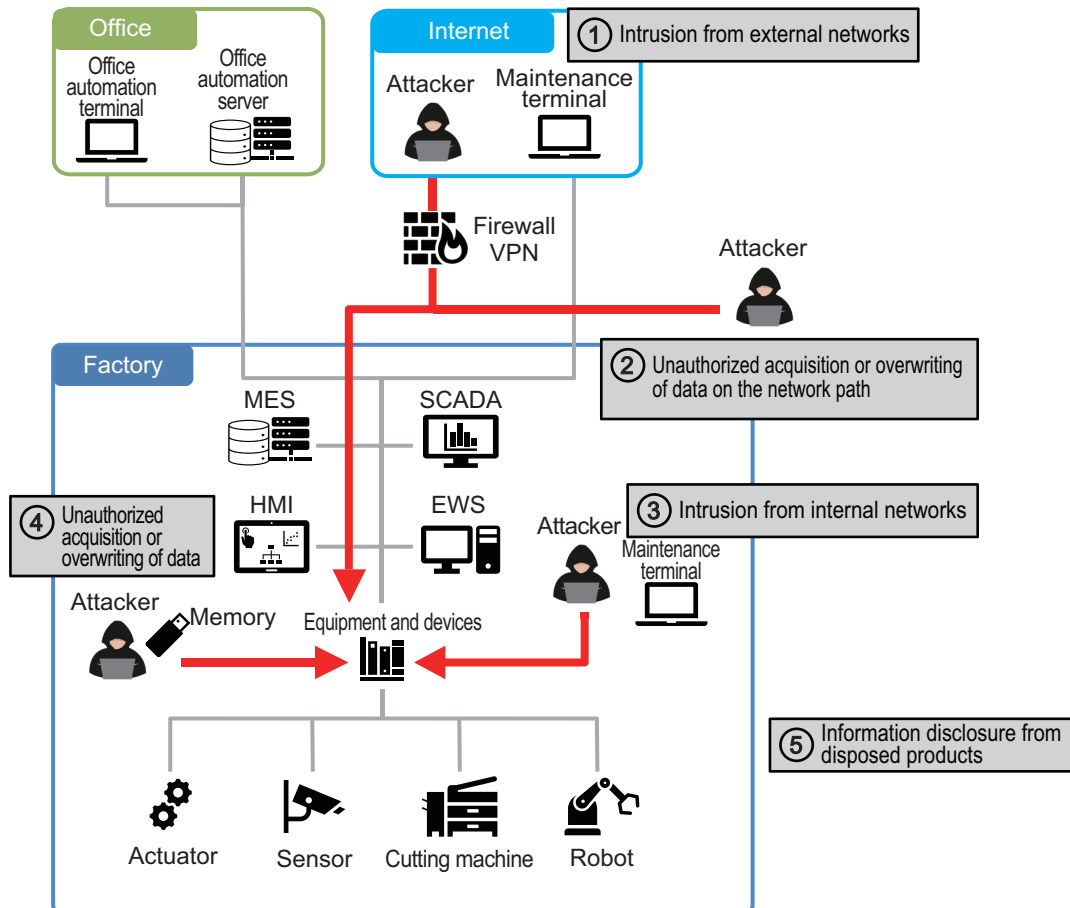 Office
Office
automation
terminal
Office
automation
server
Internet
Attacker
Maintenance
terminal
① Intrusion from external networks
Firewall
VPN
Attacker
Factory
② Unauthorized acquisition or overwriting
of data on the network path
MES
SCADA
④ Unauthorized
acquisition or
overwriting of data
HMI
EWS
Attacker
③ Intrusion from internal networks
Maintenance
terminal
Attacker
Memory
Equipment and devices
⑤ Information disclosure from
disposed products
Actuator
Sensor
Cutting machine
Robot